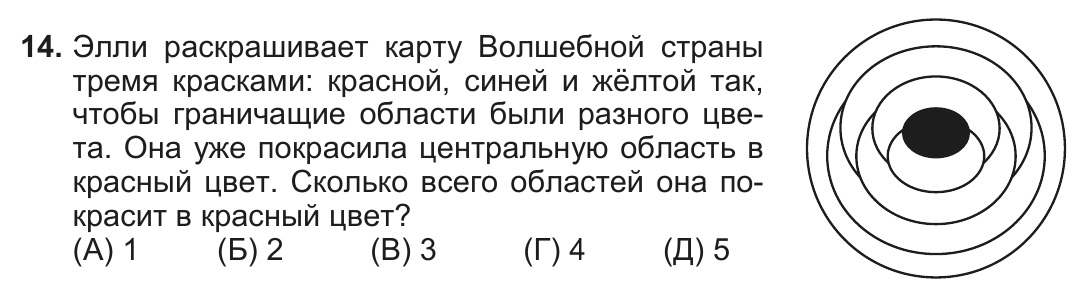 14. Элли раскрашивает карту Волшебной страны
тремя красками: красной, синей и жёлтой так,
чтобы граничащие области были разного цве-
та. Она уже покрасила центральную область в
красный цвет. Сколько всего областей она по-
красит в красный цвет?
(А) 1 (Б) 2 (В) 3 (Г) 4 (Д) 5